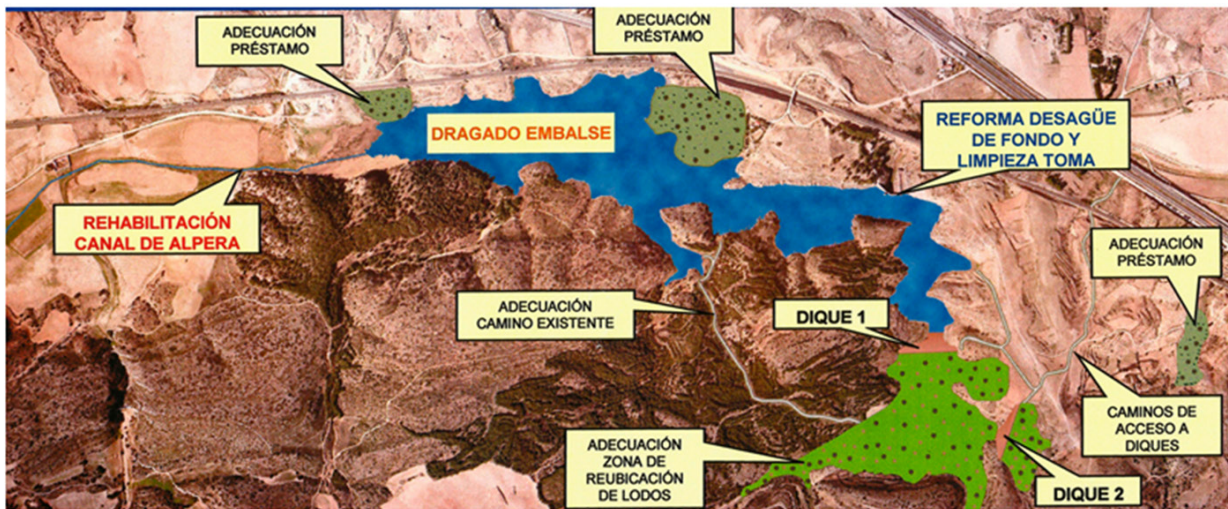 ADECUACIÓN
PRÉSTAMO
ADECUACIÓN
PRÉSTAMO
DRAGADO EMBALSE
REFORMA DESAGÜE
DE FONDO Y
LIMPIEZA TOMA
REHABILITACIÓN
CANAL DE ALPERA
ADECUACIÓN
PRÉSTAMO
ADECUACIÓN
CAMINO EXISTENTE
DIQUE 1
CAMINOS DE
ACCESO A
DIQUES
ADECUACIÓN
ZONA DE
REUBICACIÓN
DE LODOS
DIQUE 2